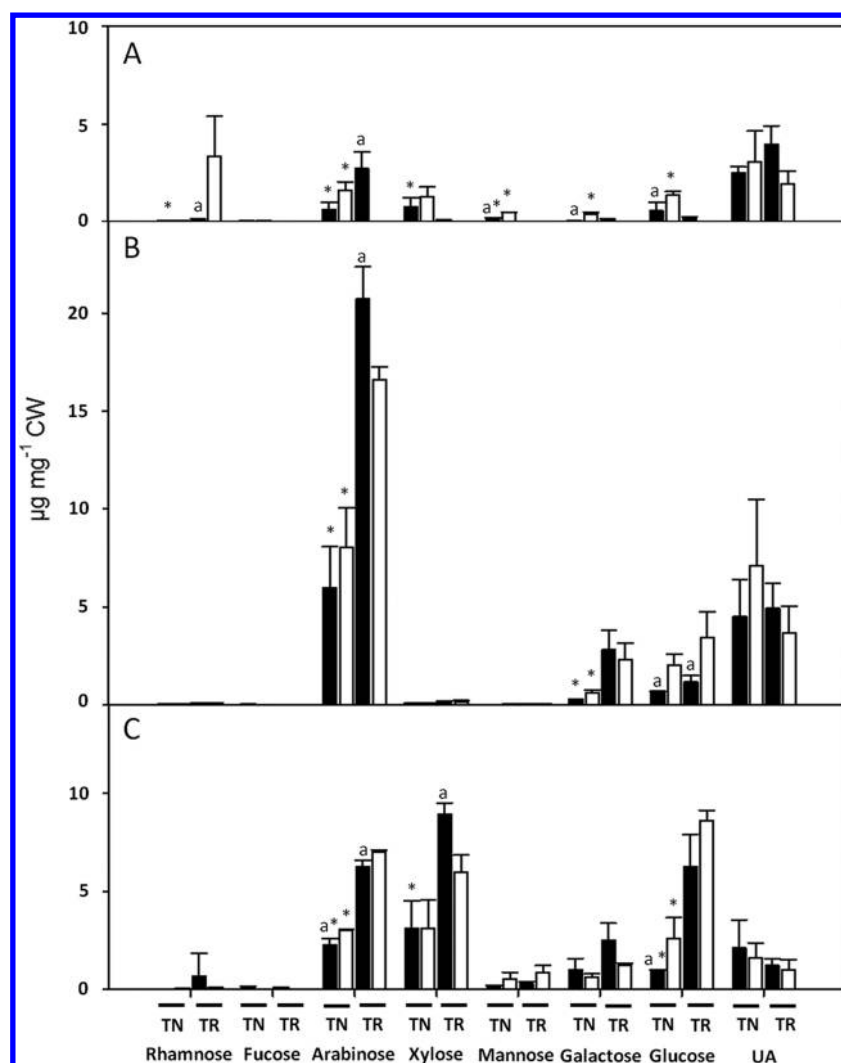 10
A
a
* *
* * a
*
a* *
a *
a *
5
0
B
a
20
15
* *
10
5
* *
a a
0
µg mg⁻¹ CW
C
10
a
a
a* *
*
a* *
5
0
TN TR TN TR TN TR TN TR TN TR TN TR TN TR TN TR
Rhamnose Fucose Arabinose Xylose Mannose Galactose Glucose UA